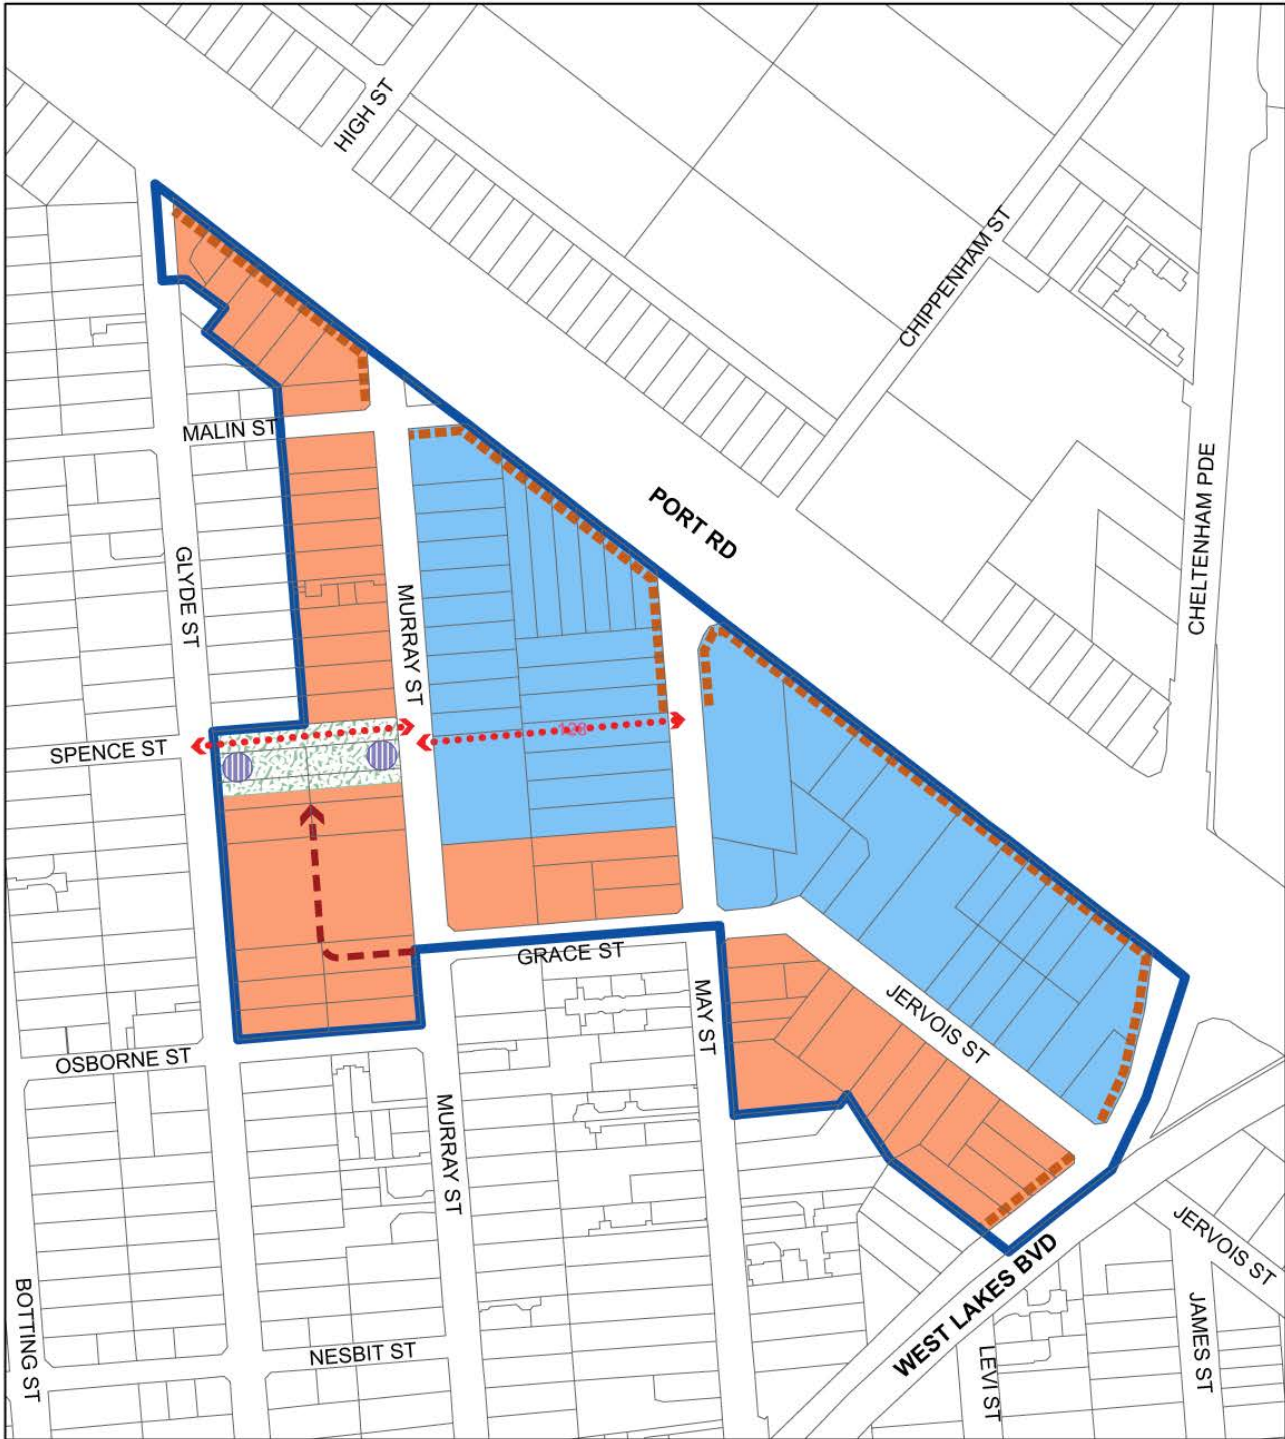 HIGH ST
CHIPPENHAM ST
MALIN ST
PORT RD
CHELTENHAM PDE
GLYDE ST
MURRAY ST
128
SPENCE ST
GRACE ST
MAY ST
JERVOIS ST
OSBORNE ST
MURRAY ST
JERVOIS ST
WEST LAKES BVD
BOTTING ST
NESBIT ST
LEVI ST
JAMES ST